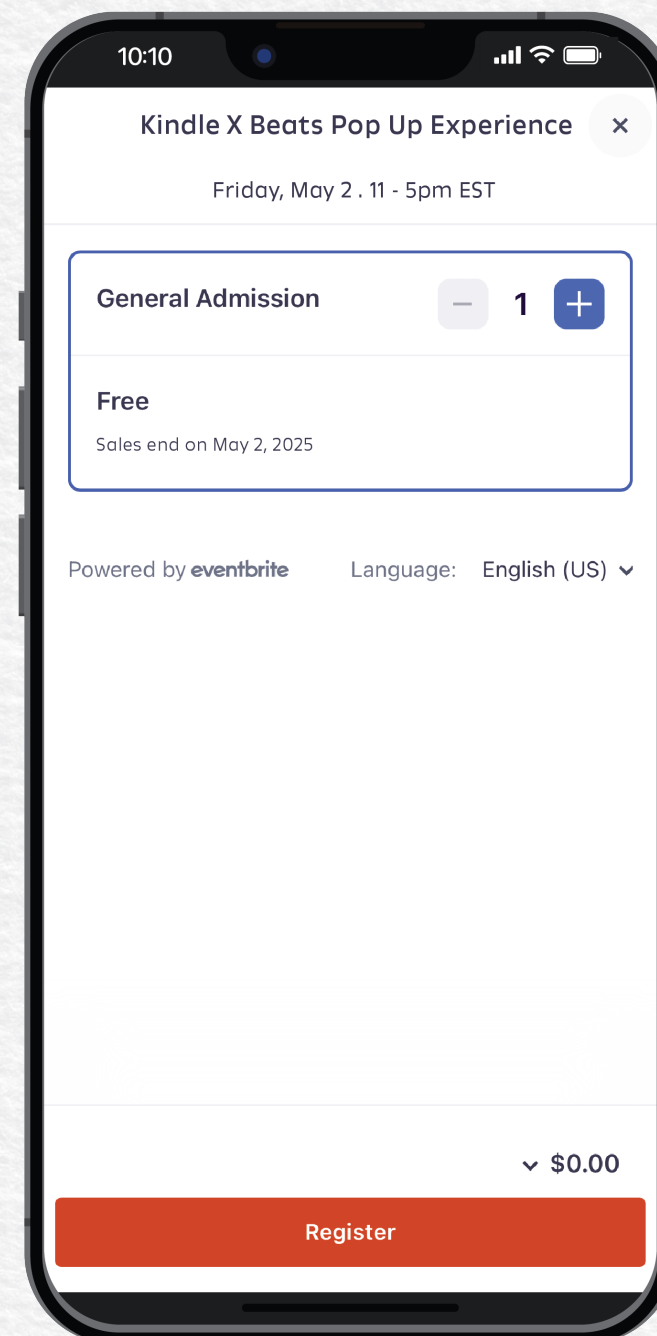 10:10
Kindle X Beats Pop Up Experience
Friday, May 2 . 11 - 5pm EST
General Admission
1
Free
Sales end on May 2, 2025
Powered by eventbrite Language: English (US)
$0.00
Register